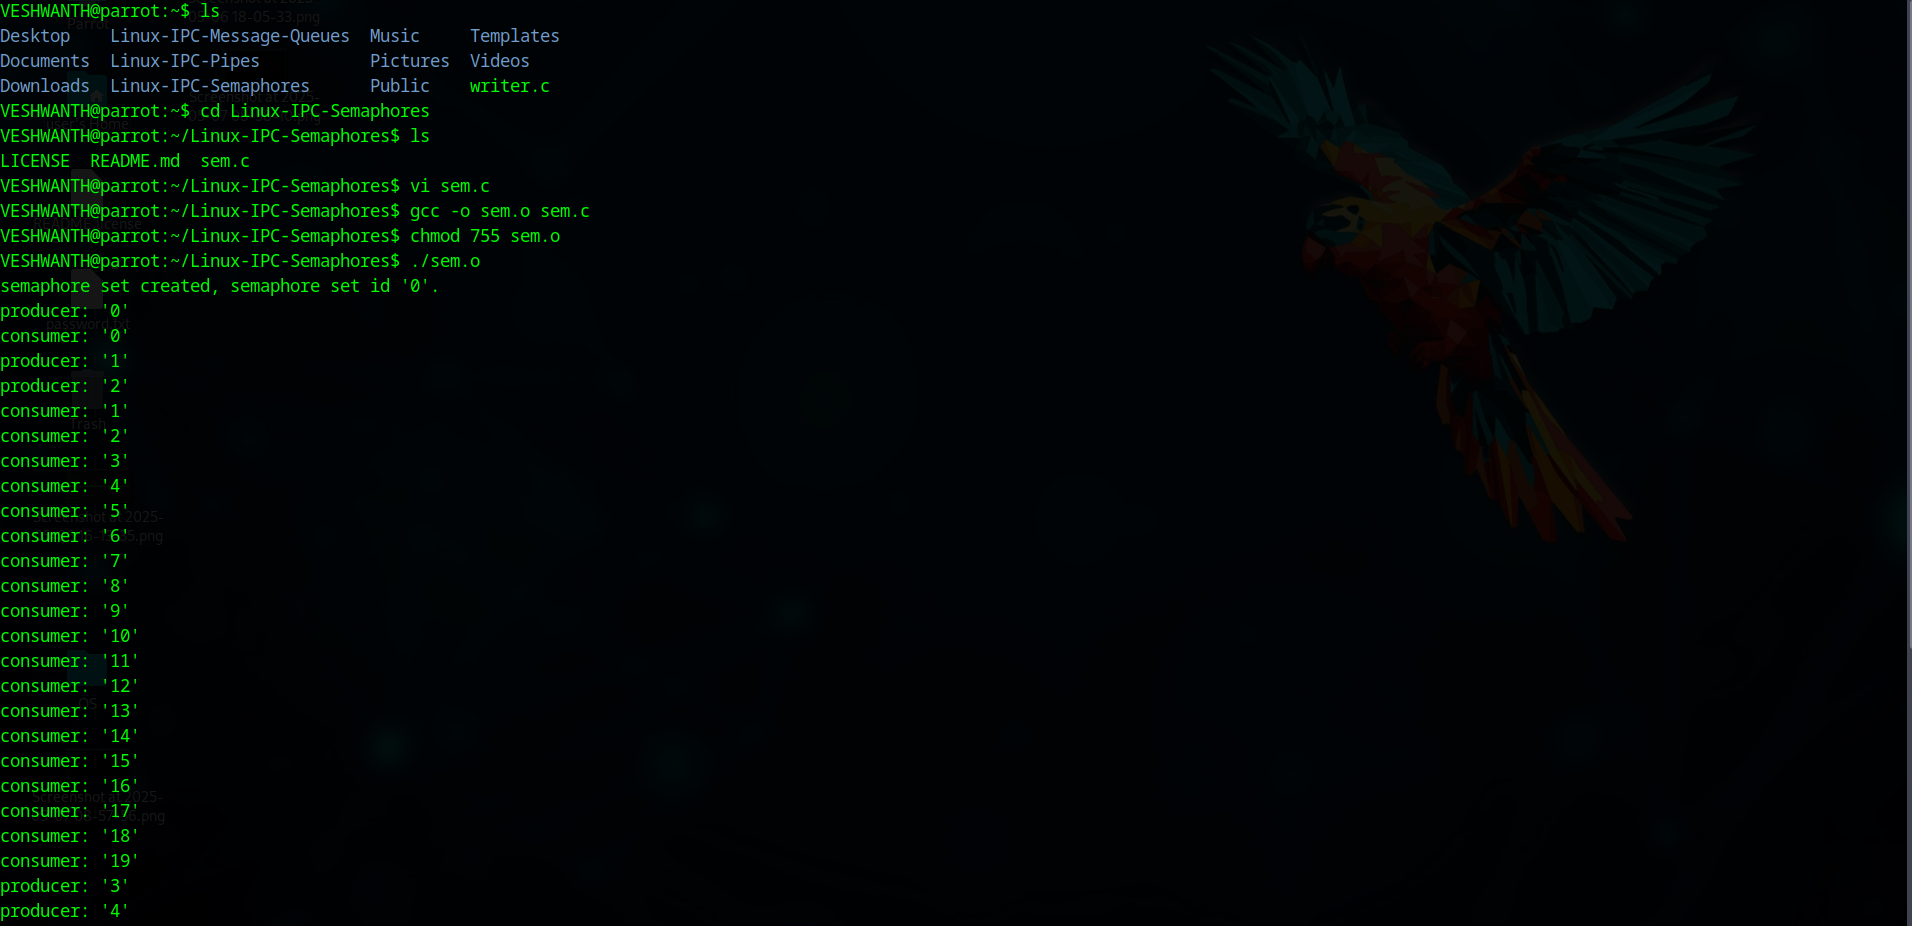 VESHWANTH@parrot:~$ ls
Desktop    Linux-IPC-Message-Queues  Music     Templates
Documents  Linux-IPC-Pipes           Pictures  Videos
Downloads  Linux-IPC-Semaphores      Public    writer.c
VESHWANTH@parrot:~$ cd Linux-IPC-Semaphores
VESHWANTH@parrot:~/Linux-IPC-Semaphores$ ls
LICENSE  README.md  sem.c
VESHWANTH@parrot:~/Linux-IPC-Semaphores$ vi sem.c
VESHWANTH@parrot:~/Linux-IPC-Semaphores$ gcc -o sem.o sem.c
VESHWANTH@parrot:~/Linux-IPC-Semaphores$ chmod 755 sem.o
VESHWANTH@parrot:~/Linux-IPC-Semaphores$ ./sem.o
semaphore set created, semaphore set id '0'.
producer: '0'
consumer: '0'
producer: '1'
producer: '2'
consumer: '1'
consumer: '2'
consumer: '3'
consumer: '4'
consumer: '5'
consumer: '6'
consumer: '7'
consumer: '8'
consumer: '9'
consumer: '10'
consumer: '11'
consumer: '12'
consumer: '13'
consumer: '14'
consumer: '15'
consumer: '16'
consumer: '17'
consumer: '18'
consumer: '19'
producer: '3'
producer: '4'